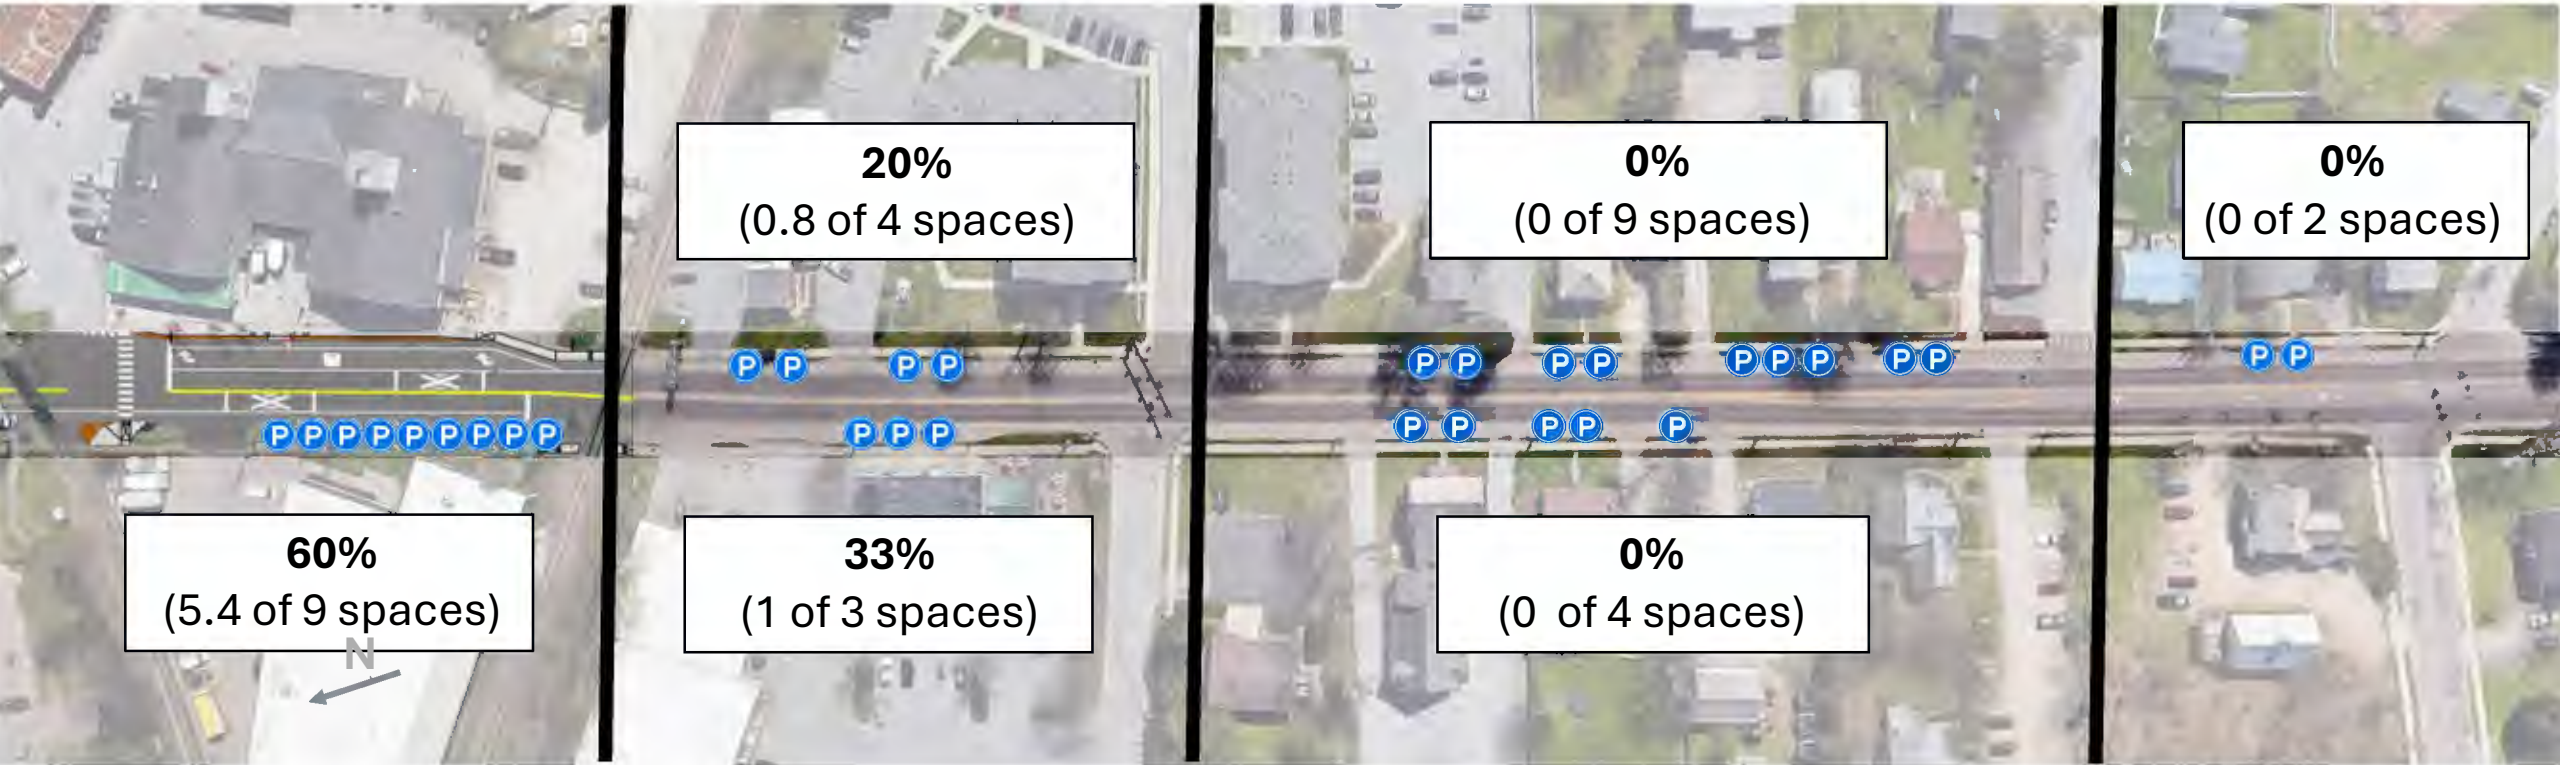 20%
(0.8 of 4 spaces)
0%
(0 of 9 spaces)
0%
(0 of 2 spaces)
P P P P
P P P P P P P P P
P P
P P P P P P P P P
P P P
P P P P P
60%
(5.4 of 9 spaces)
33%
(1 of 3 spaces)
0%
(0  of 4 spaces)
N